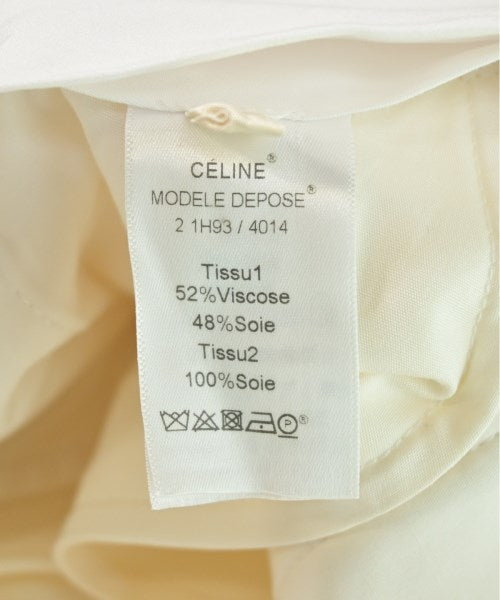 CÉLINE®
MODELE DEPOSE®
2 1H93 / 4014
Tissu1
52%Viscose
48%Soie
Tissu2
100%Soie
P®